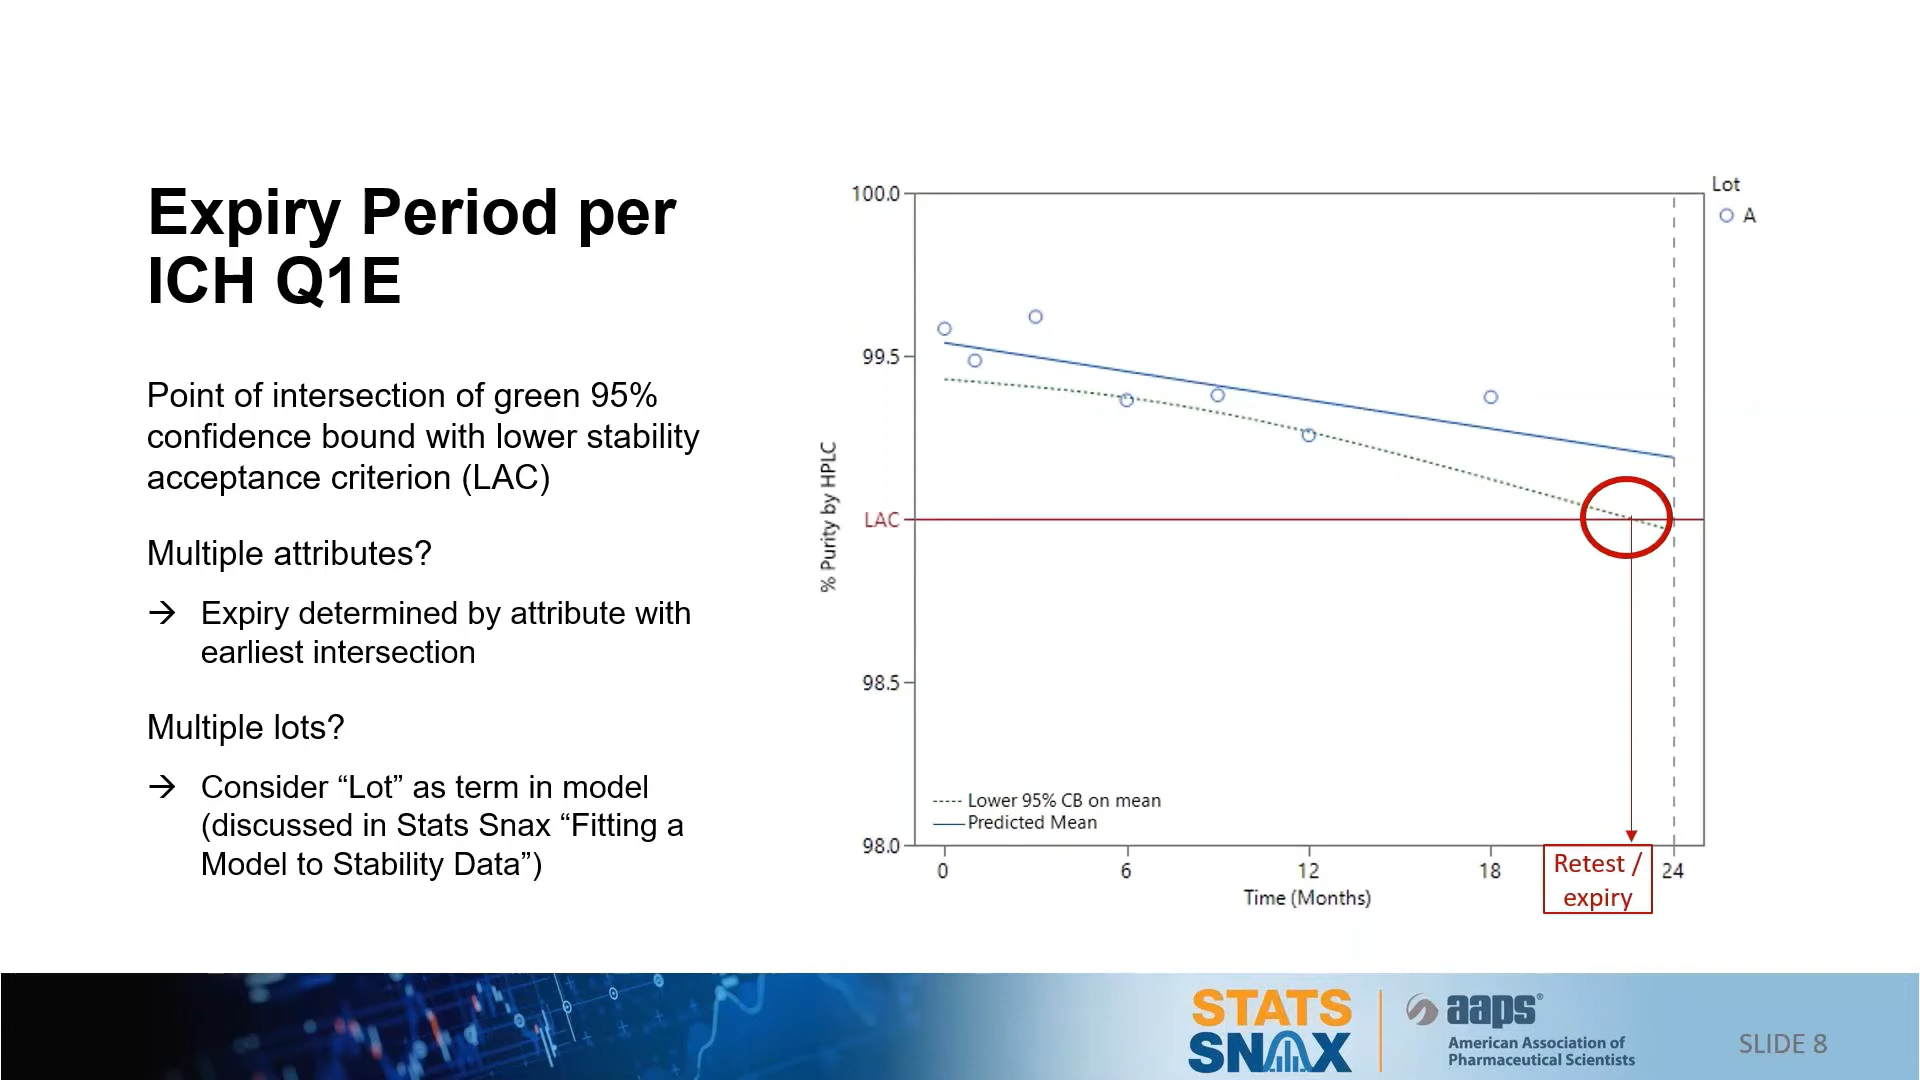 Expiry Period per
ICH Q1E
Point of intersection of green 95%
confidence bound with lower stability
acceptance criterion (LAC)
Multiple attributes?
→ Expiry determined by attribute with
earliest intersection
Multiple lots?
→ Consider “Lot” as term in model
(discussed in Stats Snax “Fitting a
Model to Stability Data”)
Lot
A
100.0
99.5
LAC
98.5
98.0
% Purity by HPLC
Lower 95% CB on mean
Predicted Mean
0 6 12 18 24
Retest /
expiry
Time (Months)
STATS
SNAX
aaps®
American Association of
Pharmaceutical Scientists
SLIDE 8